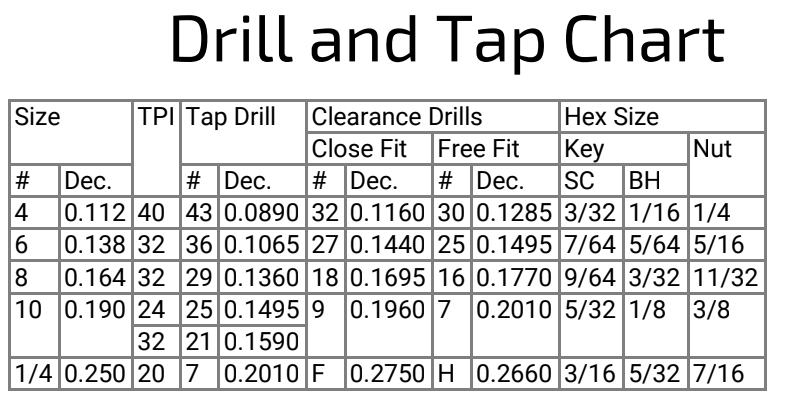 Drill and Tap Chart
Size TPI Tap Drill Clearance Drills Hex Size
Close Fit Free Fit Key Nut
# Dec. # Dec. # Dec. # Dec. SC BH
4 0.112 40 43 0.0890 32 0.1160 30 0.1285 3/32 1/16 1/4
6 0.138 32 36 0.1065 27 0.1440 25 0.1495 7/64 5/64 5/16
8 0.164 32 29 0.1360 18 0.1695 16 0.1770 9/64 3/32 11/32
10 0.190 24 25 0.1495 9 0.1960 7 0.2010 5/32 1/8 3/8
32 21 0.1590
1/4 0.250 20 7 0.2010 F 0.2750 H 0.2660 3/16 5/32 7/16